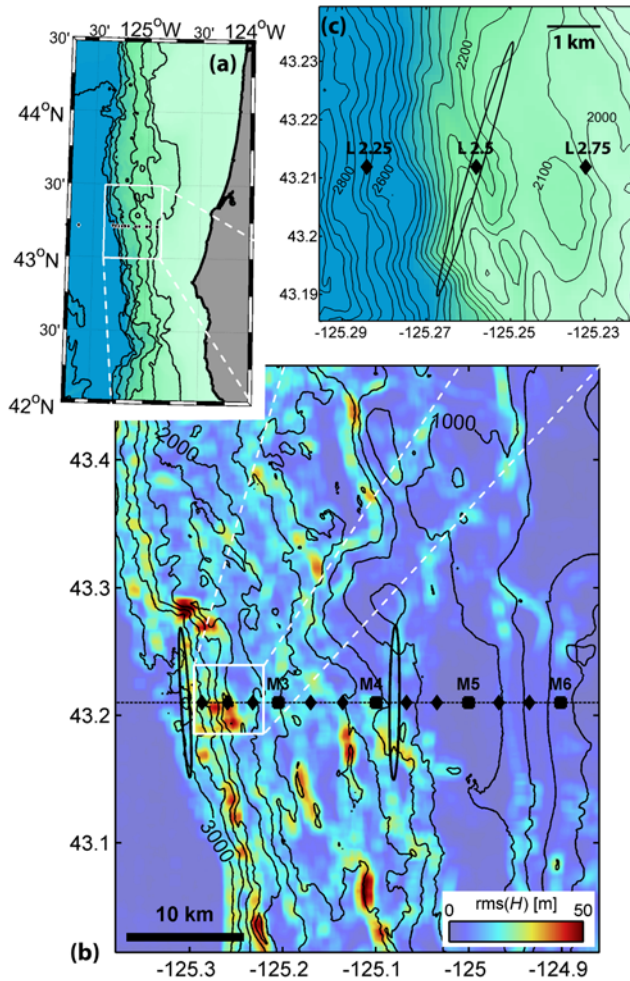 30' 125°W 30' 124°W
30'
(a)
44°N
30'
43°N
30'
42°N
(c)
1 km
43.23
43.22
43.21
43.2
43.19
2200
2000
L 2.25
L 2.5
L 2.75
2800
2600
2100
-125.29
-125.27
-125.25
-125.23
2000
1000
43.4
43.3
43.2
43.1
M3
M4
M5
M6
3000
rms(H) [m]
0
50
10 km
(b)
-125.3
-125.2
-125.1
-125
-124.9